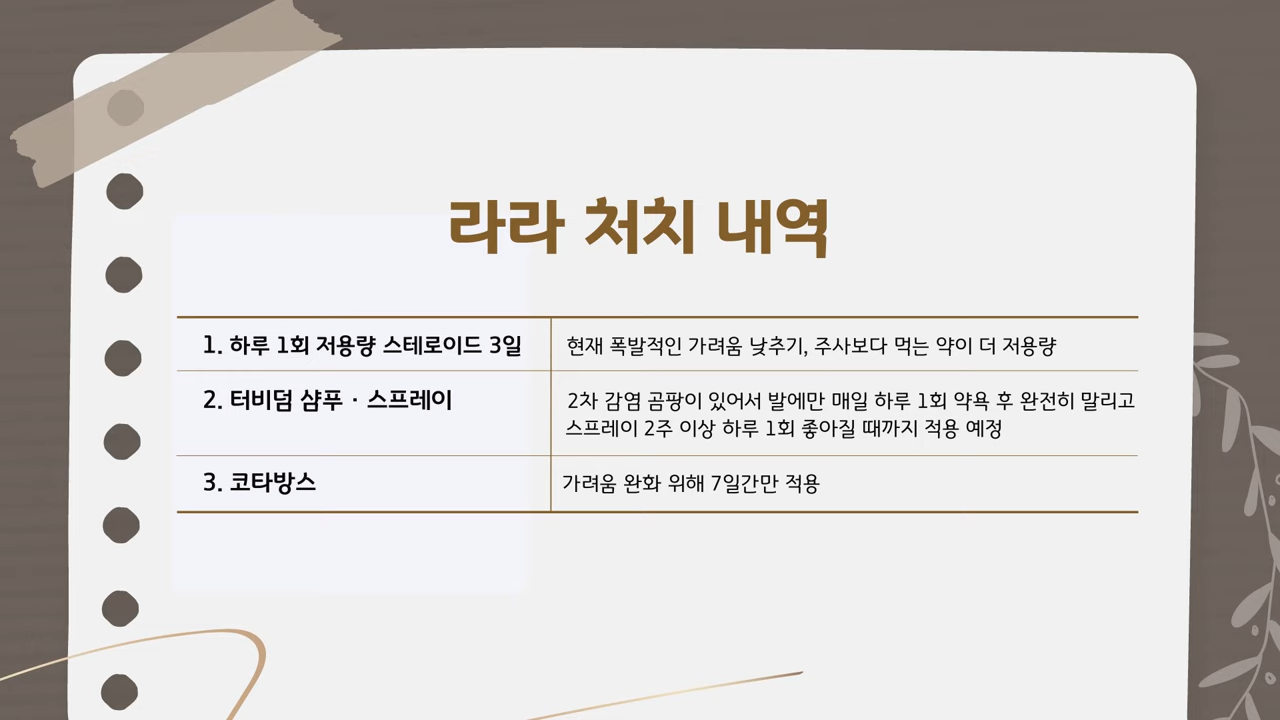 라라 처치 내역
1. 하루 1회 저용량 스테로이드 3일
현재 폭발적인 가려움 낮추기, 주사보다 먹는 약이 더 저용량
2. 터비덤 샴푸 · 스프레이
2차 감염 곰팡이 있어서 발에만 매일 하루 1회 약욕 후 완전히 말리고
스프레이 2주 이상 하루 1회 좋아질 때까지 적용 예정
3. 코타방스
가려움 완화 위해 7일간만 적용